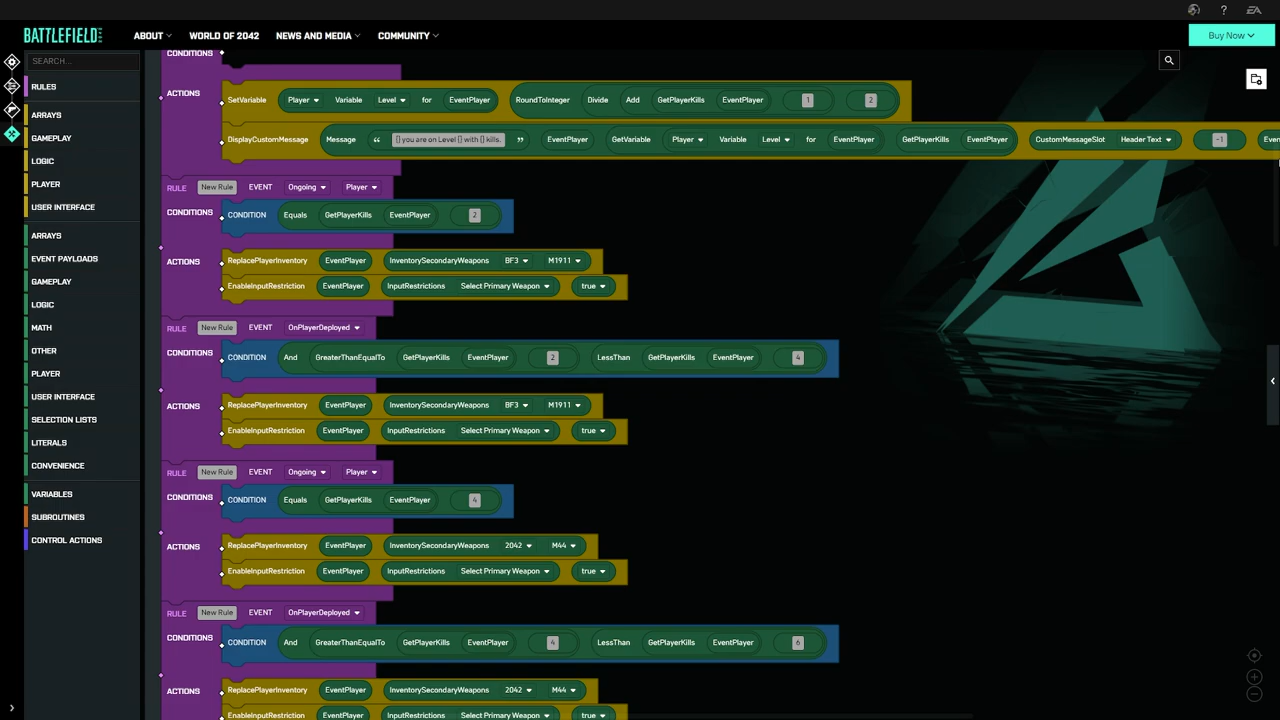 BATTLEFIELD
ABOUT
WORLD OF 2042
NEWS AND MEDIA
COMMUNITY
?
EA
Buy Now
SEARCH...
RULES
ARRAYS
GAMEPLAY
LOGIC
PLAYER
USER INTERFACE
ARRAYS
EVENT PAYLOADS
GAMEPLAY
LOGIC
MATH
OTHER
PLAYER
USER INTERFACE
SELECTION LISTS
LITERALS
CONVENIENCE
VARIABLES
SUBROUTINES
CONTROL ACTIONS
CONDITIONS
ACTIONS
SetVariable Player Variable Level for EventPlayer RoundToInteger Divide Add GetPlayerKills EventPlayer 1 2
DisplayCustomMessage Message “ {} you are on Level {} with {} kills. ” EventPlayer GetVariable Player Variable Level for EventPlayer GetPlayerKills EventPlayer CustomMessageSlot Header Text -1 Even
RULE New Rule EVENT Ongoing Player
CONDITIONS CONDITION Equals GetPlayerKills EventPlayer 2
ACTIONS ReplacePlayerInventory EventPlayer InventorySecondaryWeapons BF3 M1911
EnableInputRestriction EventPlayer InputRestrictions Select Primary Weapon true
RULE New Rule EVENT OnPlayerDeployed
CONDITIONS CONDITION And GreaterThanEqualTo GetPlayerKills EventPlayer 2 LessThan GetPlayerKills EventPlayer 4
ACTIONS ReplacePlayerInventory EventPlayer InventorySecondaryWeapons BF3 M1911
EnableInputRestriction EventPlayer InputRestrictions Select Primary Weapon true
RULE New Rule EVENT Ongoing Player
CONDITIONS CONDITION Equals GetPlayerKills EventPlayer 4
ACTIONS ReplacePlayerInventory EventPlayer InventorySecondaryWeapons 2042 M44
EnableInputRestriction EventPlayer InputRestrictions Select Primary Weapon true
RULE New Rule EVENT OnPlayerDeployed
CONDITIONS CONDITION And GreaterThanEqualTo GetPlayerKills EventPlayer 4 LessThan GetPlayerKills EventPlayer 6
ACTIONS ReplacePlayerInventory EventPlayer InventorySecondaryWeapons 2042 M44
EnableInputRestriction EventPlayer InputRestrictions Select Primary Weapon true